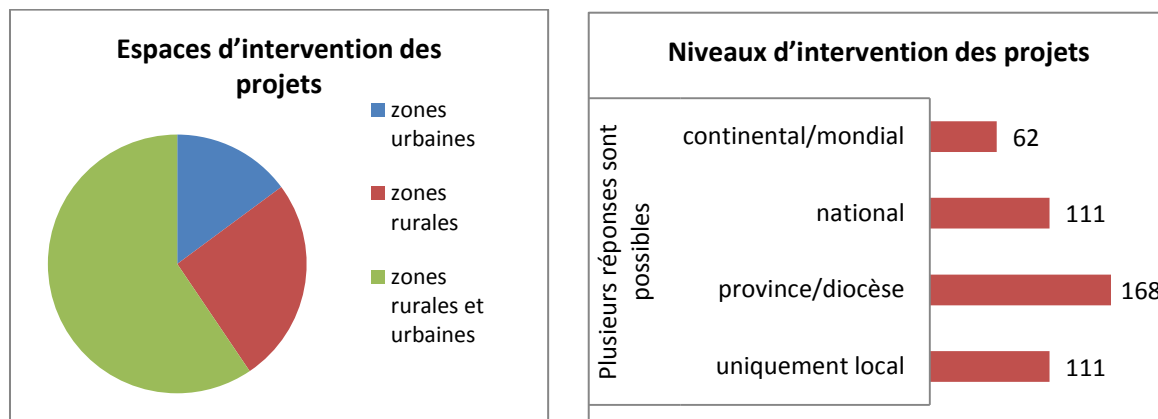 Espaces d'intervention des
projets
zones
urbaines
zones
rurales
zones
rurales et
urbaines
Niveaux d'intervention des projets
Plusieurs réponses sont
possibles
continental/mondial
62
national
111
province/diocèse
168
uniquement local
111